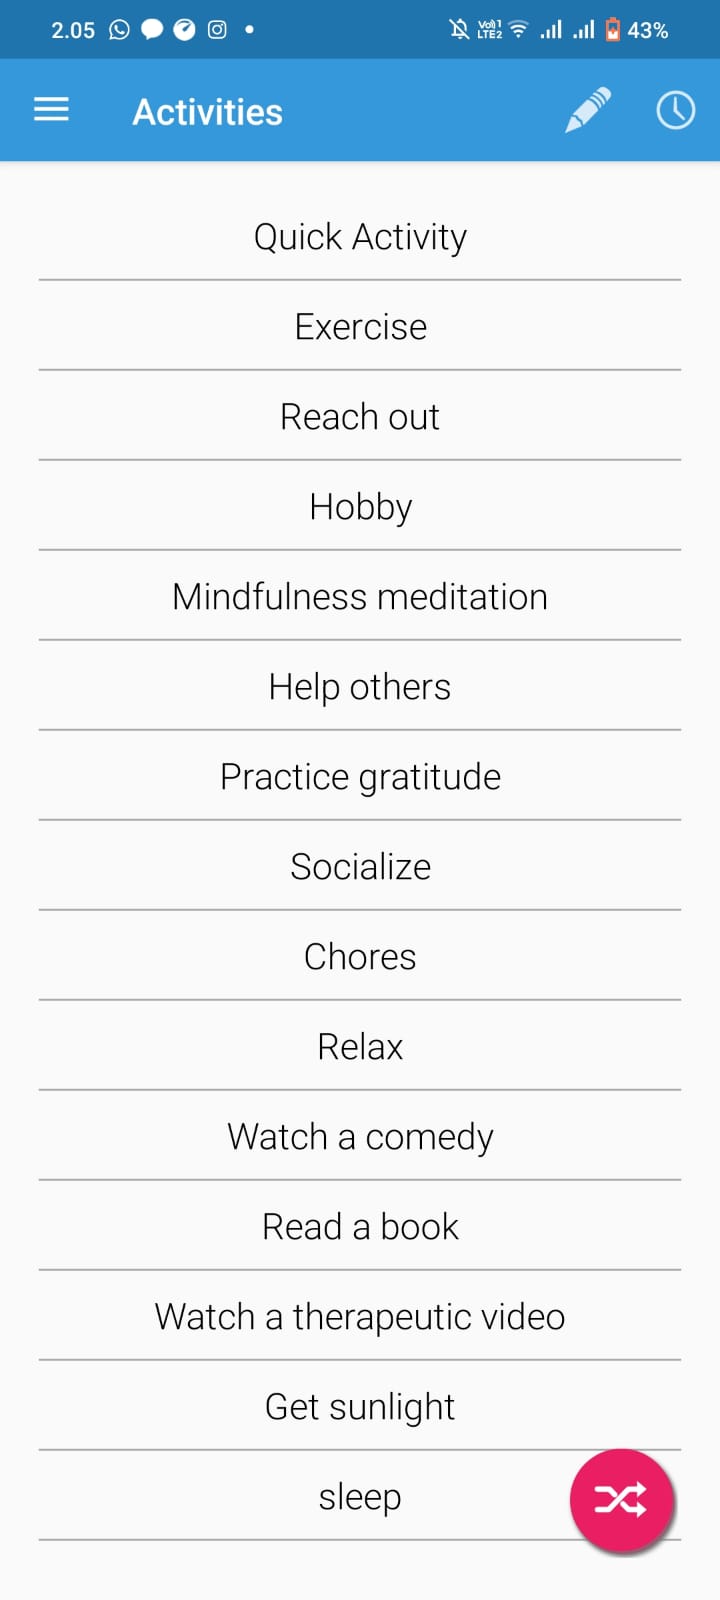 2.05 Vo)) 1 LTE2 43%
Activities
Quick Activity
Exercise
Reach out
Hobby
Mindfulness meditation
Help others
Practice gratitude
Socialize
Chores
Relax
Watch a comedy
Read a book
Watch a therapeutic video
Get sunlight
sleep